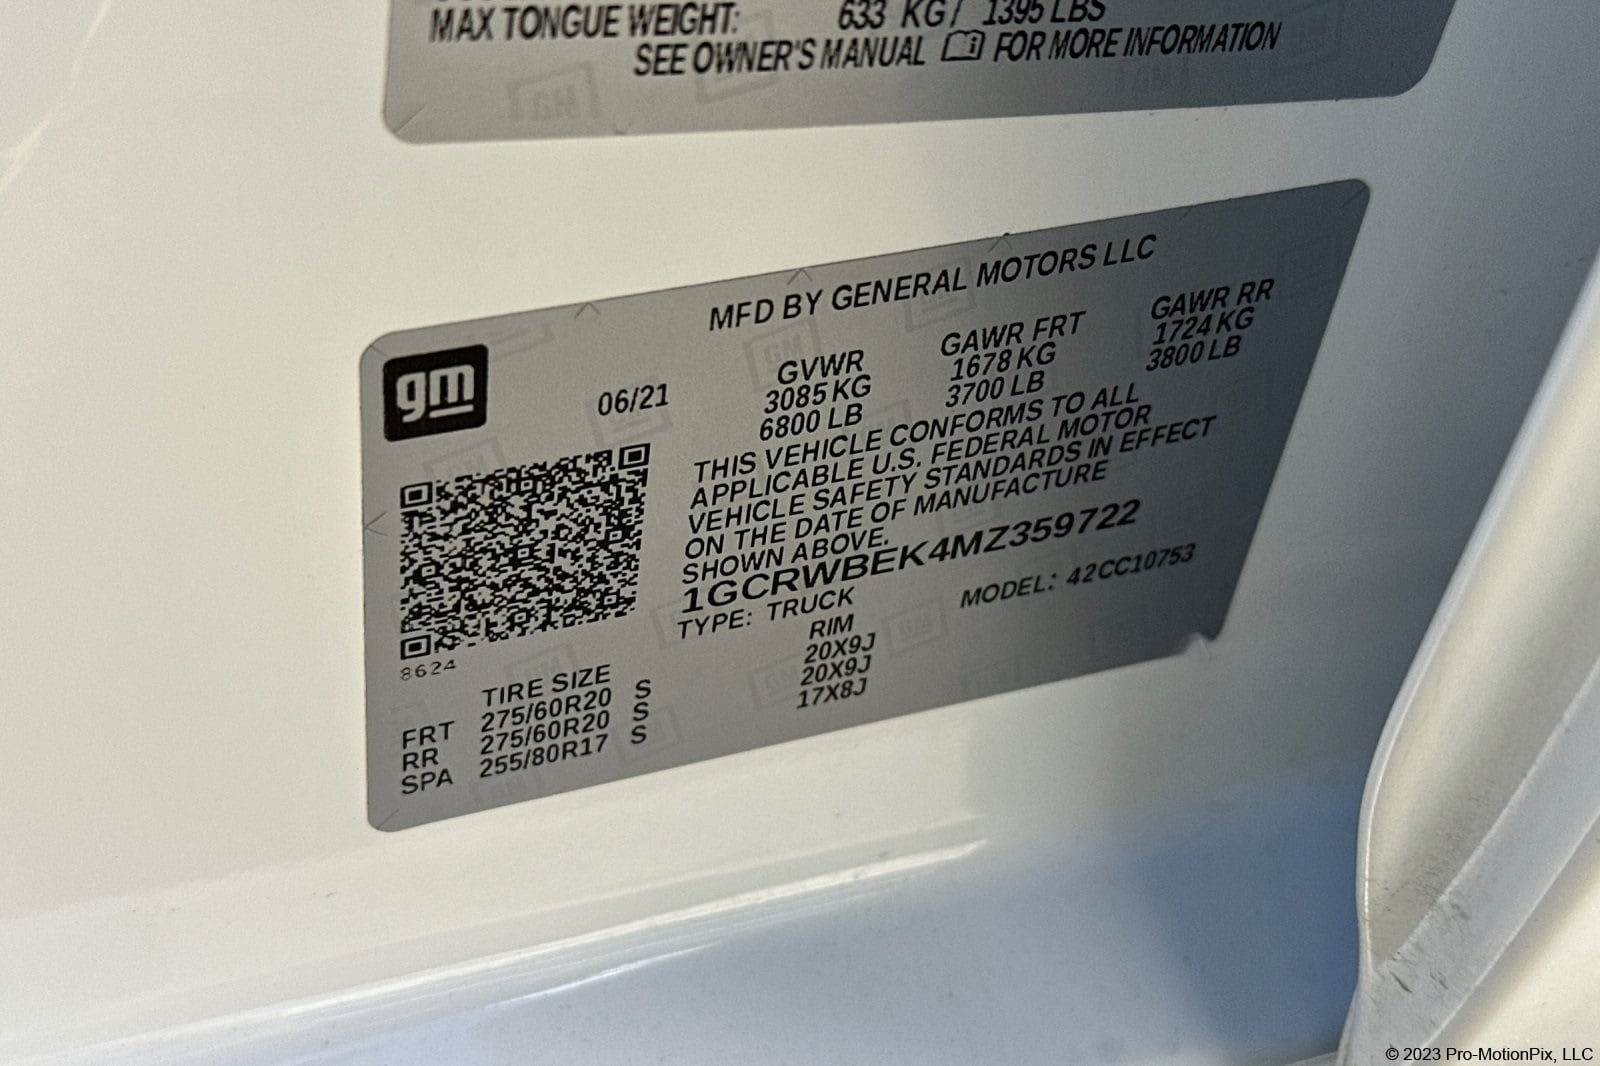 MAX TONGUE WEIGHT: 633 KG / 1395 LBS
SEE OWNER'S MANUAL FOR MORE INFORMATION
MFD BY GENERAL MOTORS LLC
gm
06/21
GVWR GAWR FRT GAWR RR
3085 KG 1678 KG 1724 KG
6800 LB 3700 LB 3800 LB
THIS VEHICLE CONFORMS TO ALL
APPLICABLE U.S. FEDERAL MOTOR
VEHICLE SAFETY STANDARDS IN EFFECT
ON THE DATE OF MANUFACTURE
SHOWN ABOVE.
1GCRWBEK4MZ359722
TYPE: TRUCK MODEL: 42CC10753
8624
TIRE SIZE RIM
FRT 275/60R20 S 20X9J
RR 275/60R20 S 20X9J
SPA 255/80R17 S 17X8J
© 2023 Pro-MotionPix, LLC